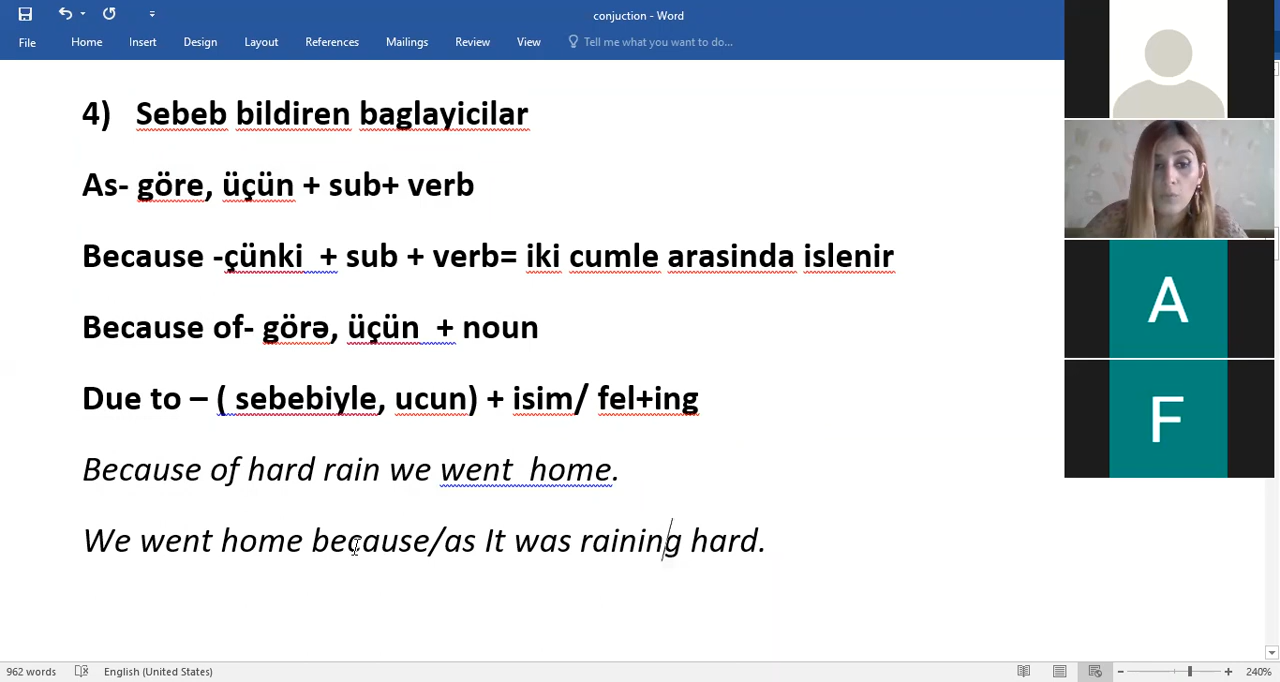 conjuction - Word
File Home Insert Design Layout References Mailings Review View Tell me what you want to do...
4) Sebeb bildiren baglayicilar
As- göre, üçün + sub+ verb
Because -çünki + sub + verb= iki cumle arasinda islenir
Because of- görə, üçün + noun
Due to – ( sebebiyle, ucun) + isim/ fel+ing
Because of hard rain we went home.
We went home because/as It was raining hard.
A
F
962 words English (United States) 240%